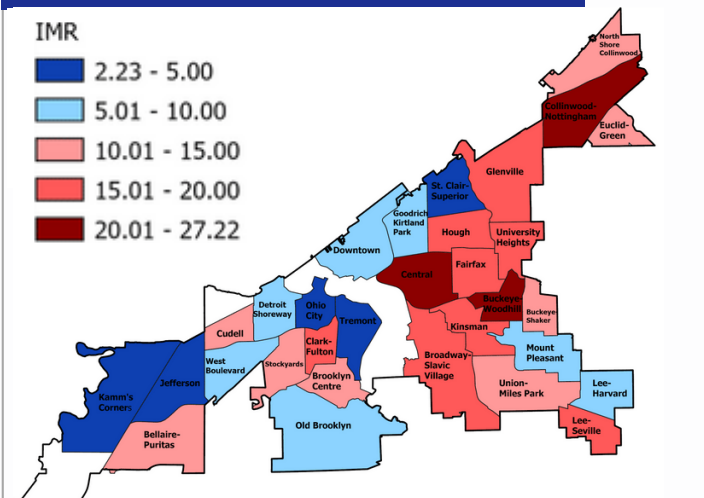 IMR
2.23 - 5.00
5.01 - 10.00
10.01 - 15.00
15.01 - 20.00
20.01 - 27.22
North
Shore
Collinwood
Collinwood-
Nottingham
Euclid-
Green
Glenville
St. Clair-
Superior
Goodrich
Kirtland
Park
Hough
University
Heights
Downtown
Fairfax
Central
Buckeye-
Woodhill
Buckeye-
Shaker
Kinsman
Mount
Pleasant
Detroit
Shoreway
Ohio
City
Tremont
Cudell
Clark-
Fulton
West
Boulevard
Stockyards
Broadway-
Slavic
Village
Brooklyn
Centre
Union-
Miles Park
Lee-
Harvard
Jefferson
Kamm's
Corners
Old Brooklyn
Lee-
Seville
Bellaire-
Puritas